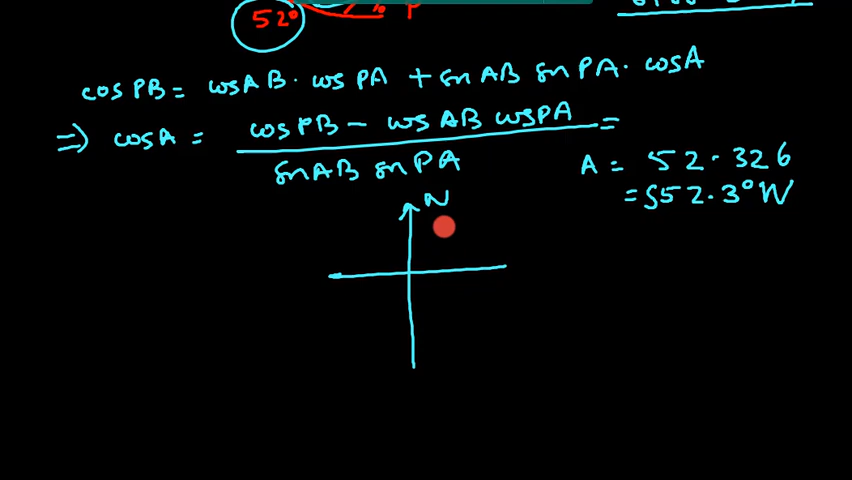 52° P
cos PB = cos AB · cos PA + sin AB sin PA · cos A
⇒ cos A = cos PB − cos AB cos PA =
sin AB sin PA
A = 52.326
= S52.3° W
N